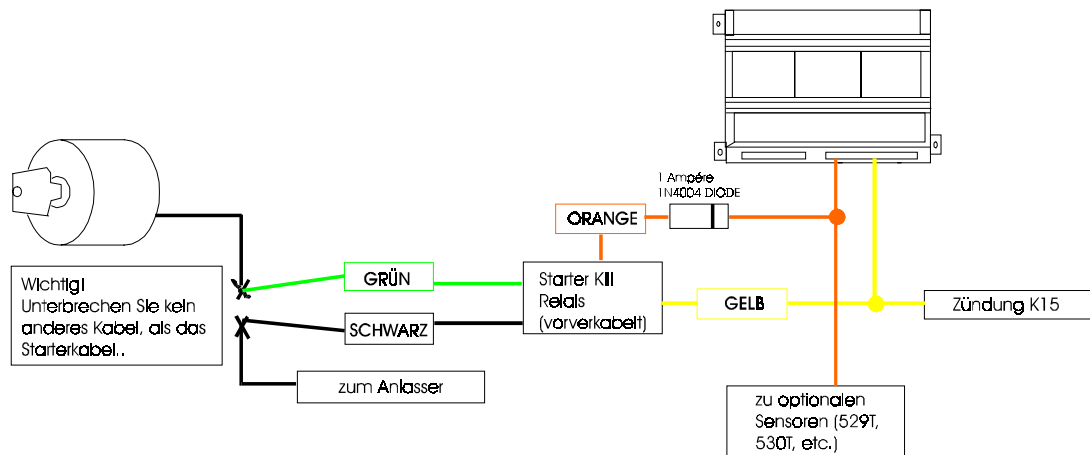 1 Ampére
1N4004 DIODE
ORANGE
GRÜN
Starter Kill
Relais
(vorverkabelt)
GELB
Zündung K15
SCHWARZ
Wichtig!
Unterbrechen Sie kein
anderes Kabel, als das
Starterkabel..
zum Anlasser
zu optionalen
Sensoren (529T,
530T, etc.)